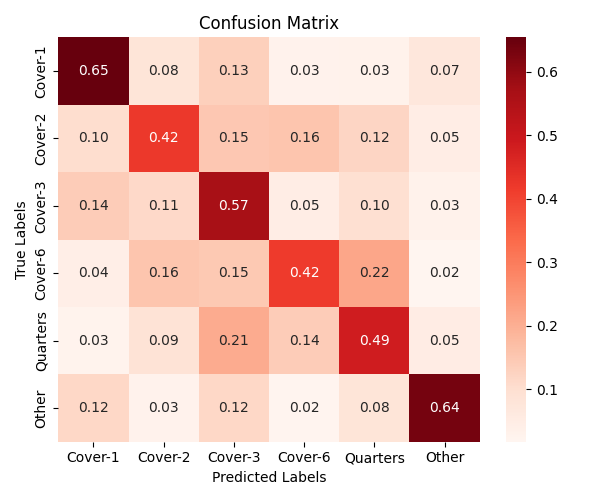 Confusion Matrix
True Labels
Cover-1 0.65 0.08 0.13 0.03 0.03 0.07
Cover-2 0.10 0.42 0.15 0.16 0.12 0.05
Cover-3 0.14 0.11 0.57 0.05 0.10 0.03
Cover-6 0.04 0.16 0.15 0.42 0.22 0.02
Quarters 0.03 0.09 0.21 0.14 0.49 0.05
Other 0.12 0.03 0.12 0.02 0.08 0.64
Cover-1 Cover-2 Cover-3 Cover-6 Quarters Other
Predicted Labels
0.6
0.5
0.4
0.3
0.2
0.1